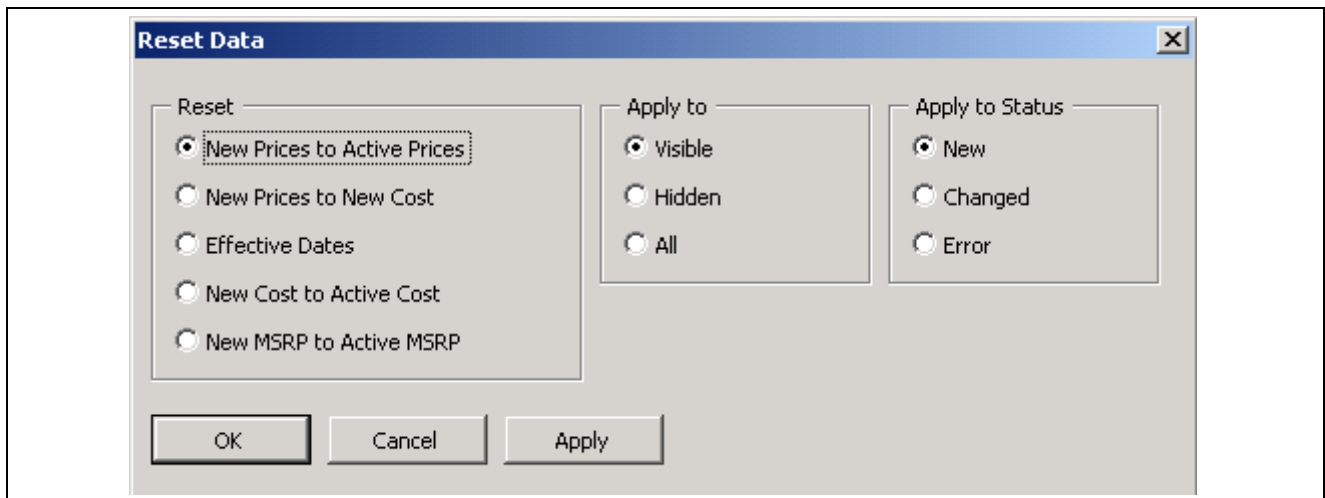 Reset Data
Reset
New Prices to Active Prices
New Prices to New Cost
Effective Dates
New Cost to Active Cost
New MSRP to Active MSRP
Apply to
Visible
Hidden
All
Apply to Status
New
Changed
Error
OK
Cancel
Apply